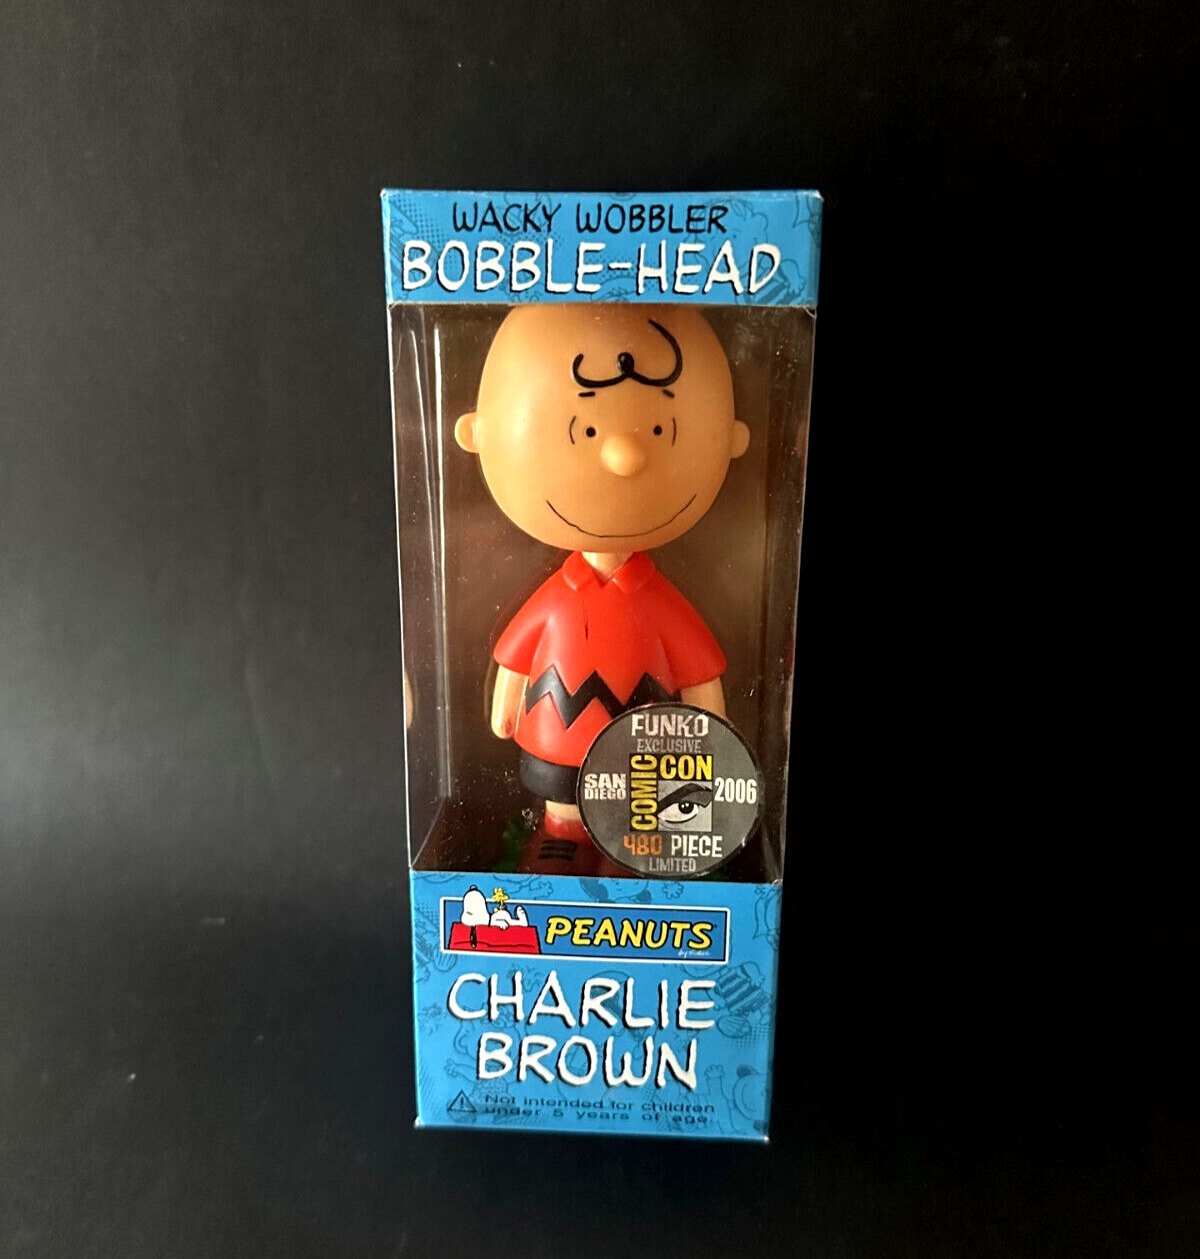 WACKY WOBBLER
BOBBLE-HEAD
FUNKO
EXCLUSIVE
SAN
DIEGO
COMIC
CON
2006
480 PIECE
LIMITED
PEANUTS
CHARLIE
BROWN
Not intended for children
under 5 years of age.